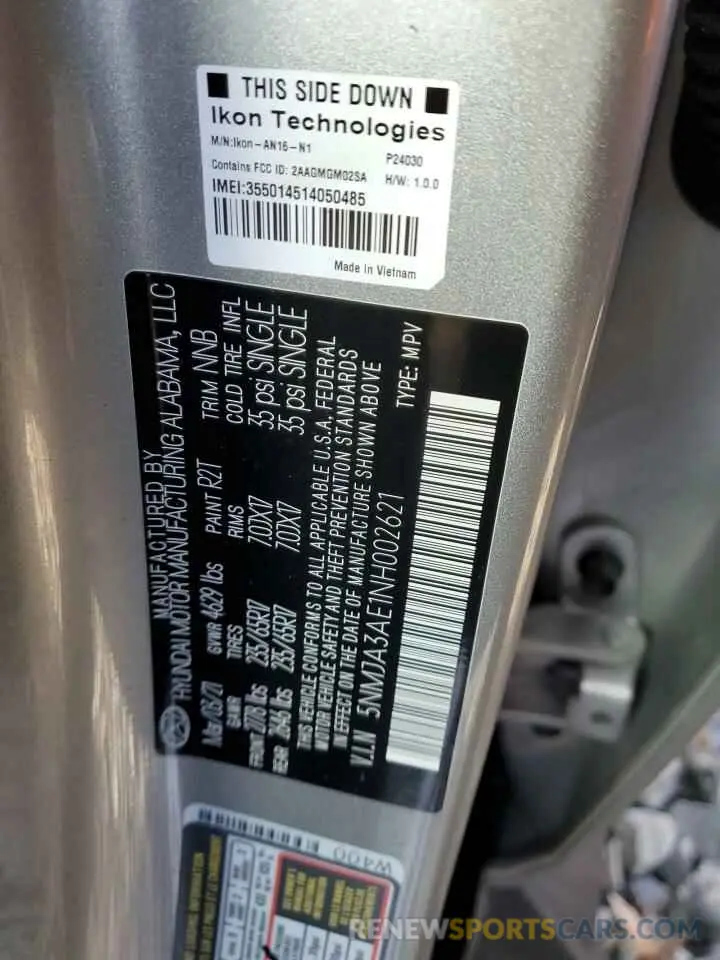 THIS SIDE DOWN
Ikon Technologies
M/N:Ikon-AN16-N1 P24030
Contains FCC ID: 2AAGMGM02SA H/W: 1.0.0
IMEI:355014514050485
Made in Vietnam
MANUFACTURED BY
HYUNDAI MOTOR MANUFACTURING ALABAMA, LLC
Mar/03/21 GVWR 4629 lbs PAINT R2T TRIM NNB
GAWR TIRES RIMS COLD TIRE INFL
FRONT 2778 lbs 235/65R17 7.0JX17 35 psi SINGLE
REAR 2646 lbs 235/65R17 7.0JX17 35 psi SINGLE
THIS VEHICLE CONFORMS TO ALL APPLICABLE U.S.A. FEDERAL
MOTOR VEHICLE SAFETY AND THEFT PREVENTION STANDARDS
IN EFFECT ON THE DATE OF MANUFACTURE SHOWN ABOVE
V.I.N 5NMJA3AE1NH002621 TYPE: MPV
W400
RENEWSPORTSCARS.COM